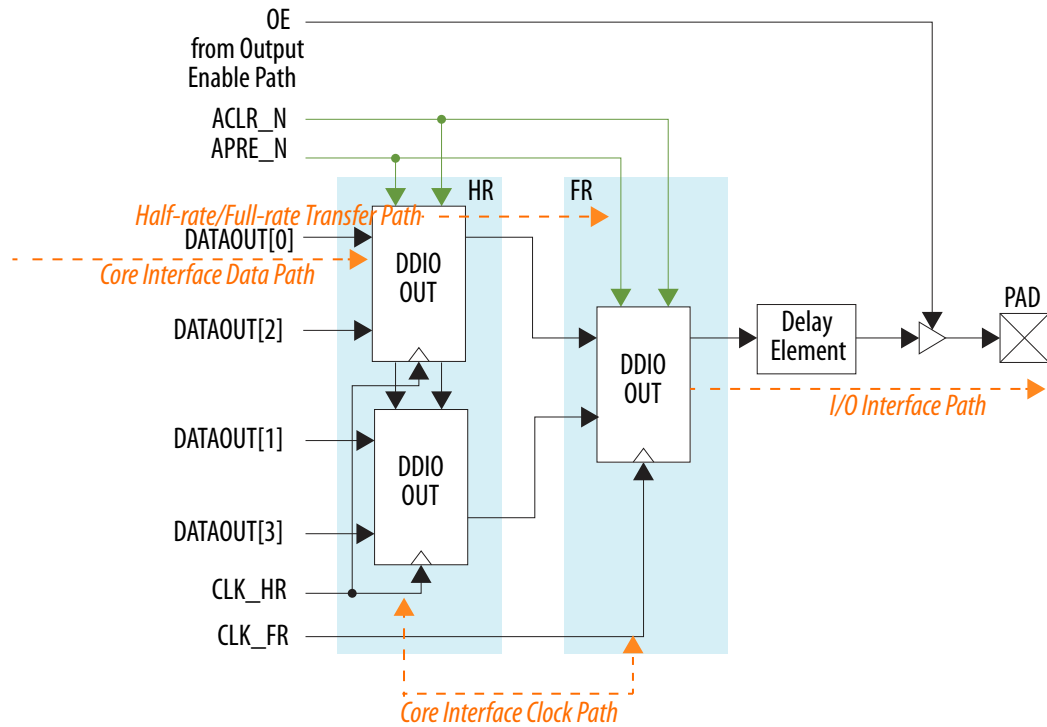 OE
from Output
Enable Path
ACLR_N
APRE_N
HR
FR
Half-rate/Full-rate Transfer Path
DATAOUT[0]
Core Interface Data Path
DDIO
OUT
DATAOUT[2]
DDIO
OUT
Delay
Element
PAD
I/O Interface Path
DATAOUT[1]
DDIO
OUT
DATAOUT[3]
CLK_HR
CLK_FR
Core Interface Clock Path